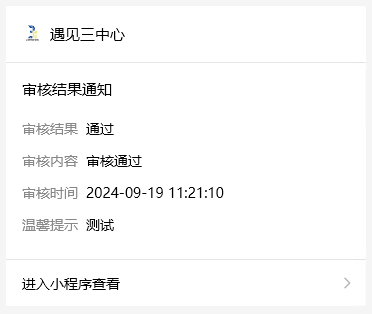 遇见三中心
审核结果通知
审核结果 通过
审核内容 审核通过
审核时间 2024-09-19 11:21:10
温馨提示 测试
进入小程序查看